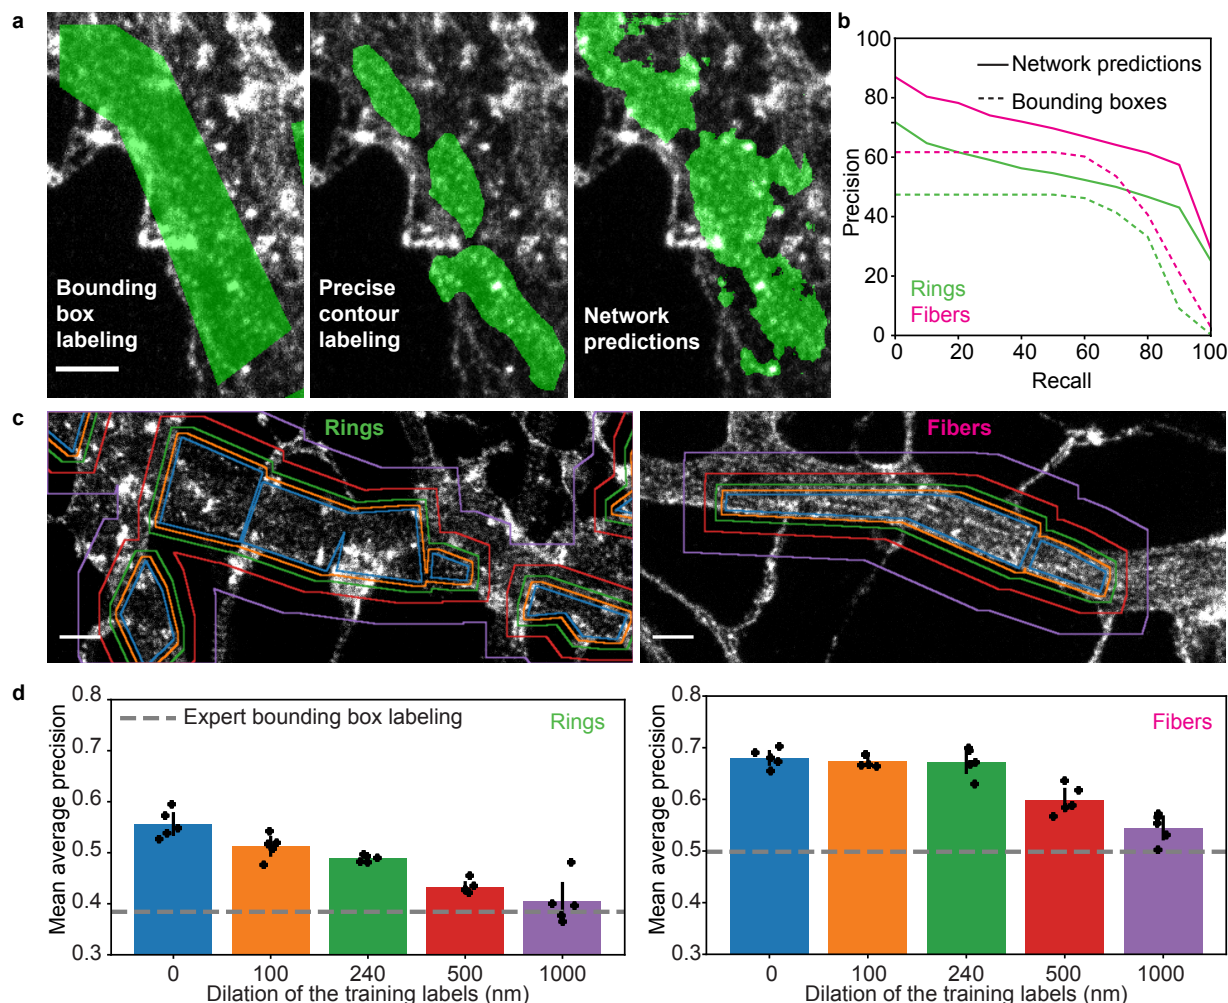 a
Bounding
box
labeling
Precise
contour
labeling
Network
predictions
b
100
80
60
40
20
0
Precision
Network predictions
Bounding boxes
Rings
Fibers
0 20 40 60 80 100
Recall
c
Rings
Fibers
d
0.8
0.7
0.6
0.5
0.4
0.3
Mean average precision
Expert bounding box labeling
Rings
0 100 240 500 1000
Dilation of the training labels (nm)
0.8
0.7
0.6
0.5
0.4
0.3
Mean average precision
Fibers
0 100 240 500 1000
Dilation of the training labels (nm)